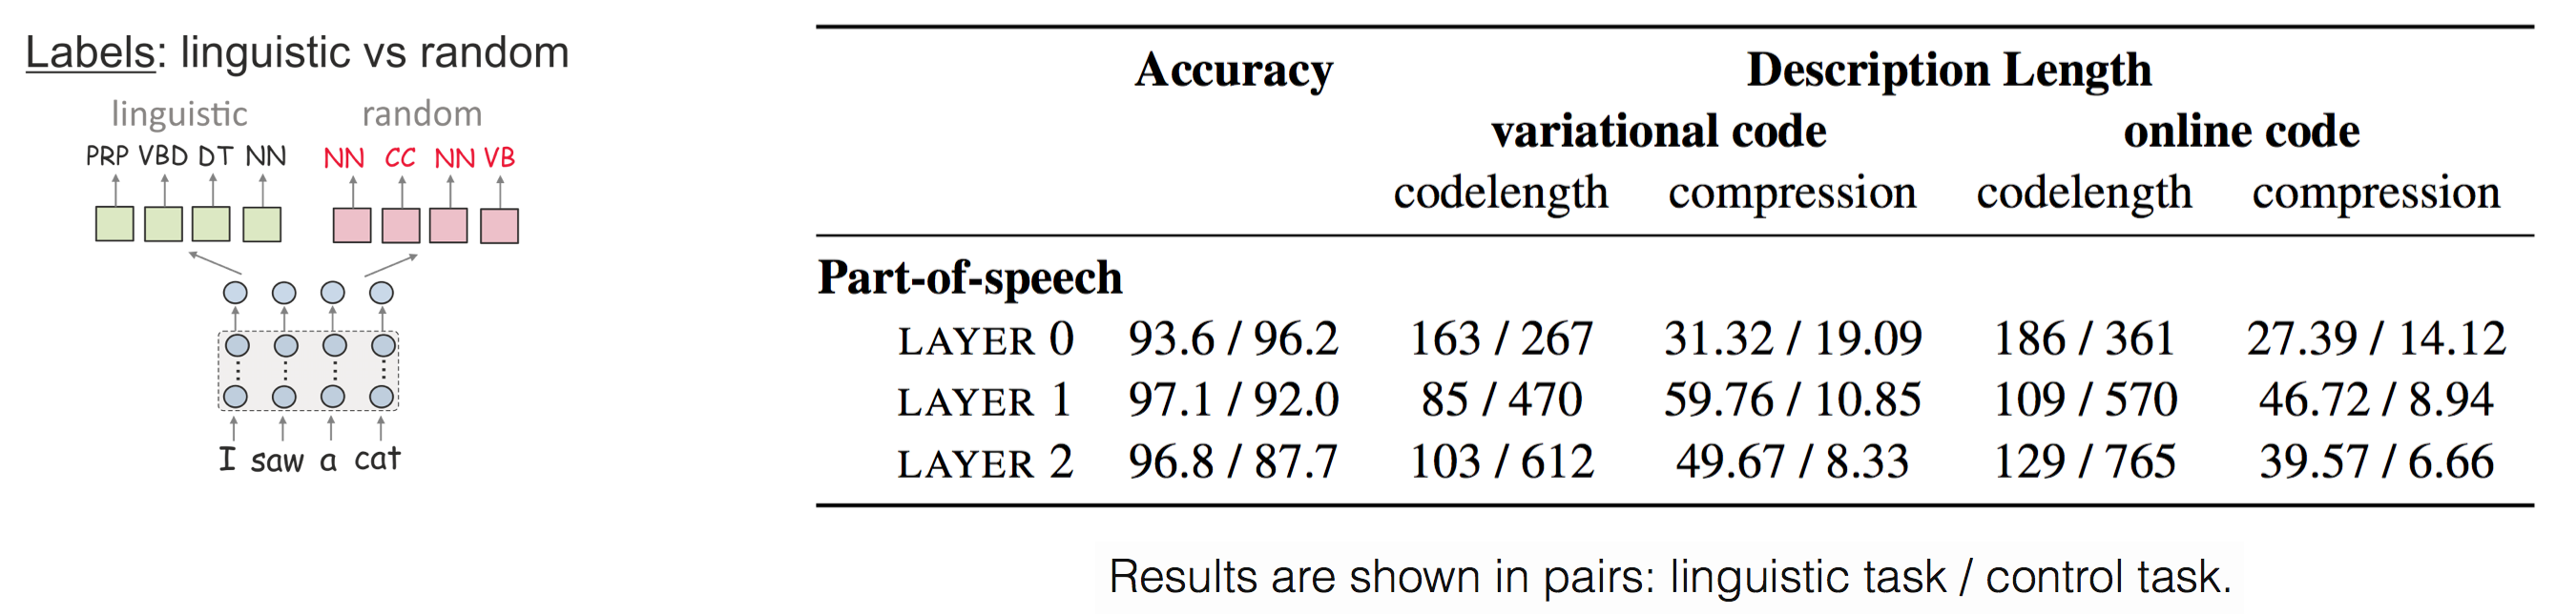 Labels: linguistic vs random
linguistic random
PRP VBD DT NN NN CC NN VB
I saw a cat
Accuracy Description Length
variational code online code
codelength compression codelength compression
Part-of-speech
LAYER 0 93.6 / 96.2 163 / 267 31.32 / 19.09 186 / 361 27.39 / 14.12
LAYER 1 97.1 / 92.0 85 / 470 59.76 / 10.85 109 / 570 46.72 / 8.94
LAYER 2 96.8 / 87.7 103 / 612 49.67 / 8.33 129 / 765 39.57 / 6.66
Results are shown in pairs: linguistic task / control task.